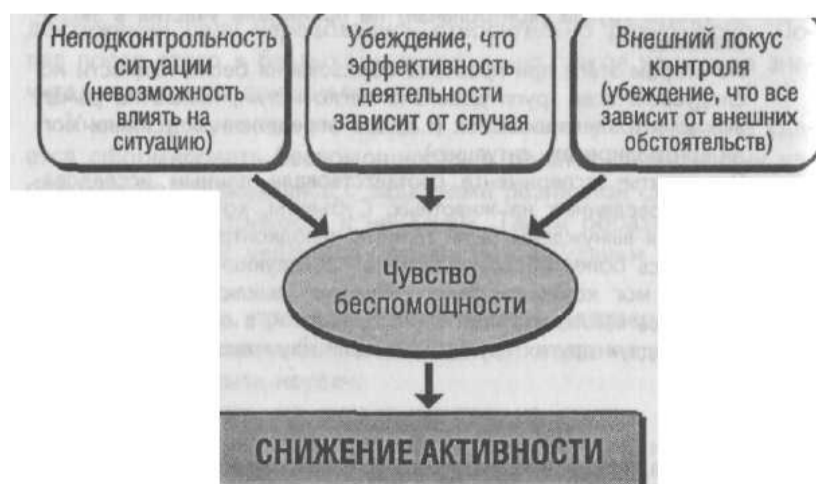 Неподконтрольность
ситуации
(невозможность
влиять на
ситуацию)
Убеждение, что
эффективность
деятельности
зависит от случая
Внешний локус
контроля
(убеждение, что все
зависит от внешних
обстоятельств)
Чувство
беспомощности
СНИЖЕНИЕ АКТИВНОСТИ